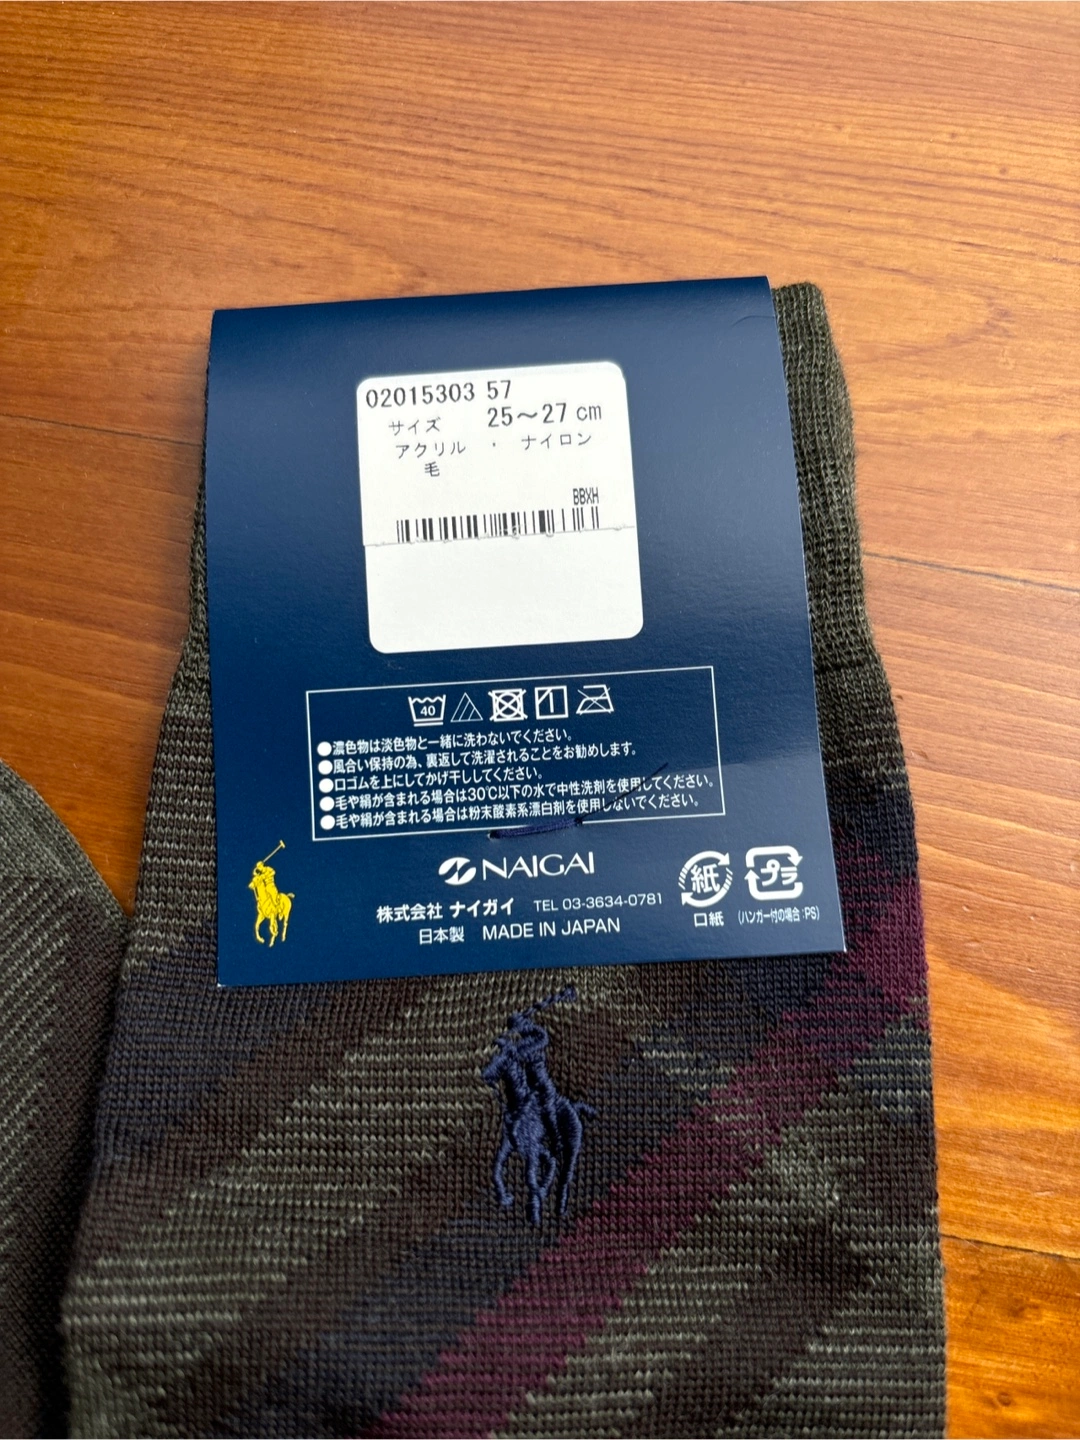 02015303 57
サイズ 25～27 cm
アクリル ・ ナイロン
毛
BBXH
40
●濃色物は淡色物と一緒に洗わないでください。
●風合い保持の為、裏返して洗濯されることをお勧めします。
●口ゴムを上にしてかげ干ししてください。
●毛や絹が含まれる場合は30℃以下の水で中性洗剤を使用してください。
●毛や絹が含まれる場合は粉末酸素系漂白剤を使用しないでください。
NAIGAI
株式会社 ナイガイ TEL 03-3634-0781
日本製 MADE IN JAPAN
紙
口紙
プラ
(ハンガー付の場合:PS)